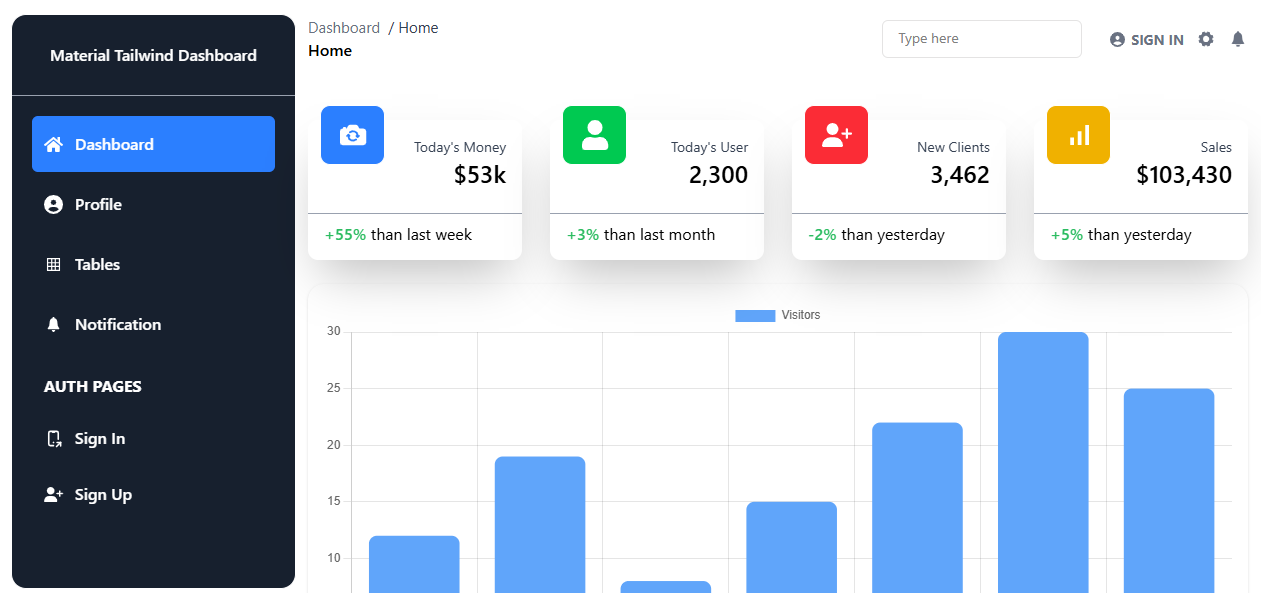 Material Tailwind Dashboard
Dashboard
Profile
Tables
Notification
AUTH PAGES
Sign In
Sign Up
Dashboard / Home
Home
Type here
SIGN IN
Today's Money
$53k
+55% than last week
Today's User
2,300
+3% than last month
New Clients
3,462
-2% than yesterday
Sales
$103,430
+5% than yesterday
Visitors
30
25
20
15
10